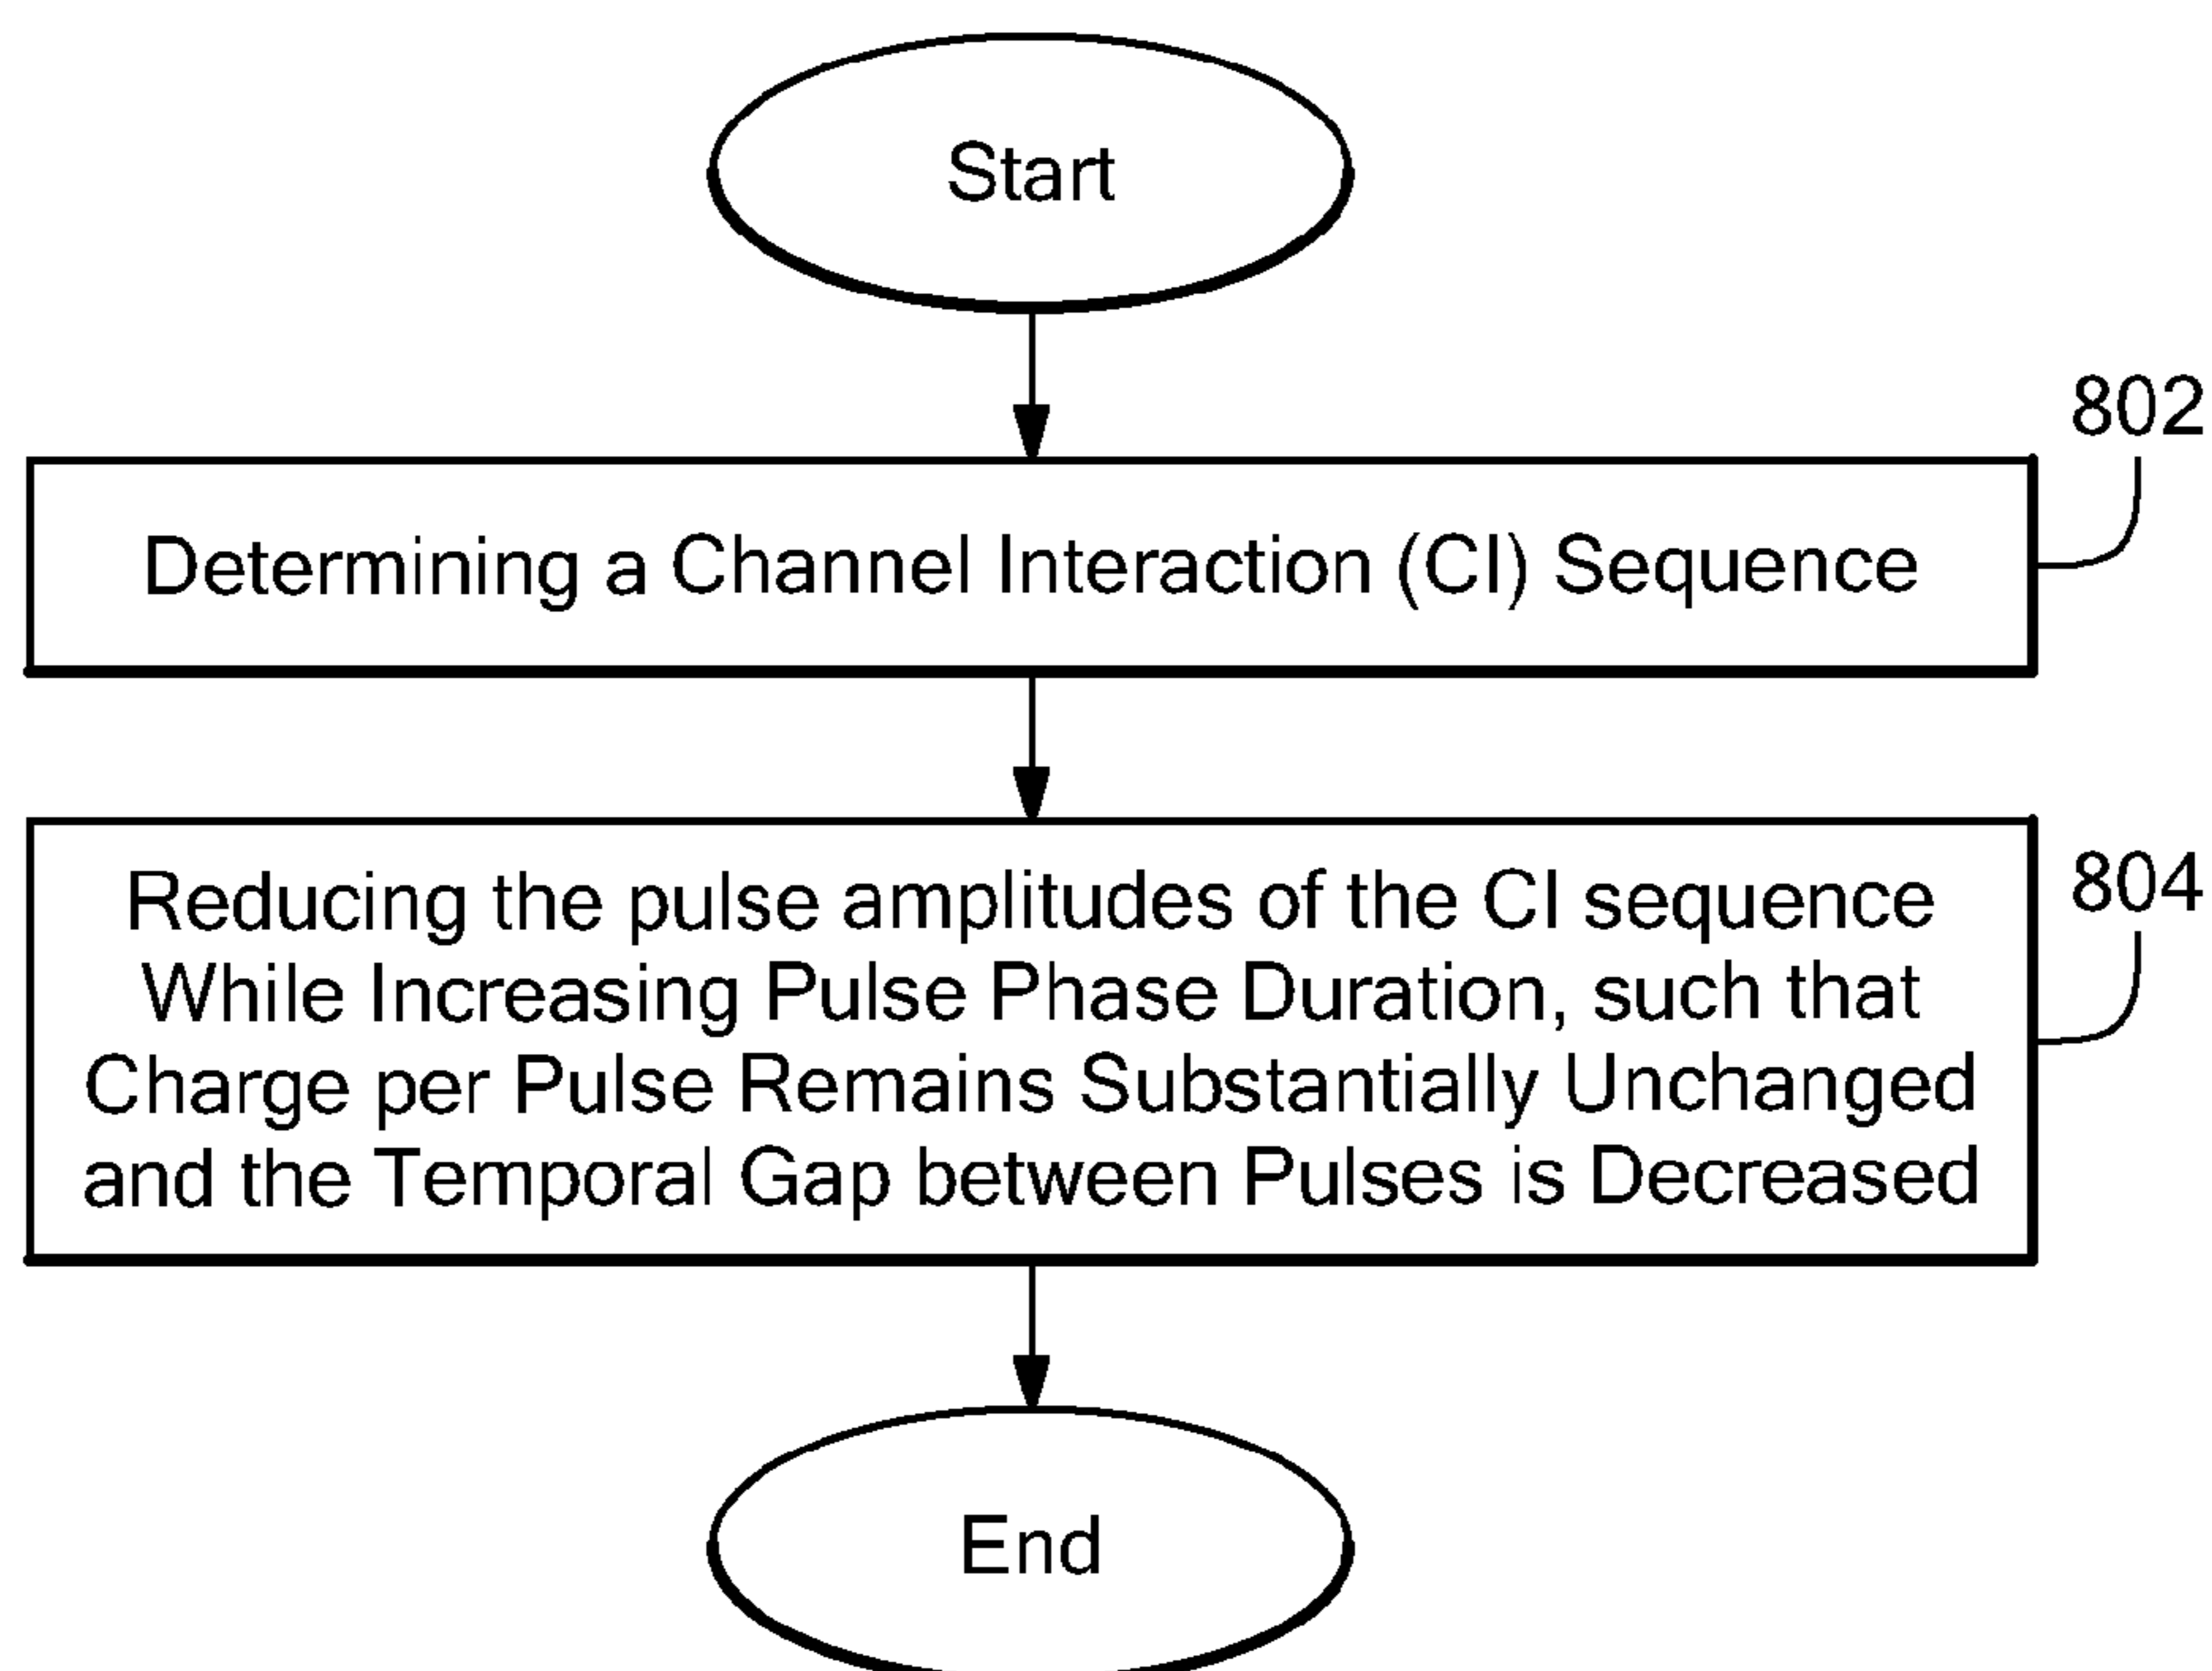 Start
802
Determining a Channel Interaction (CI) Sequence
804
Reducing the pulse amplitudes of the CI sequence
While Increasing Pulse Phase Duration, such that
Charge per Pulse Remains Substantially Unchanged
and the Temporal Gap between Pulses is Decreased
End